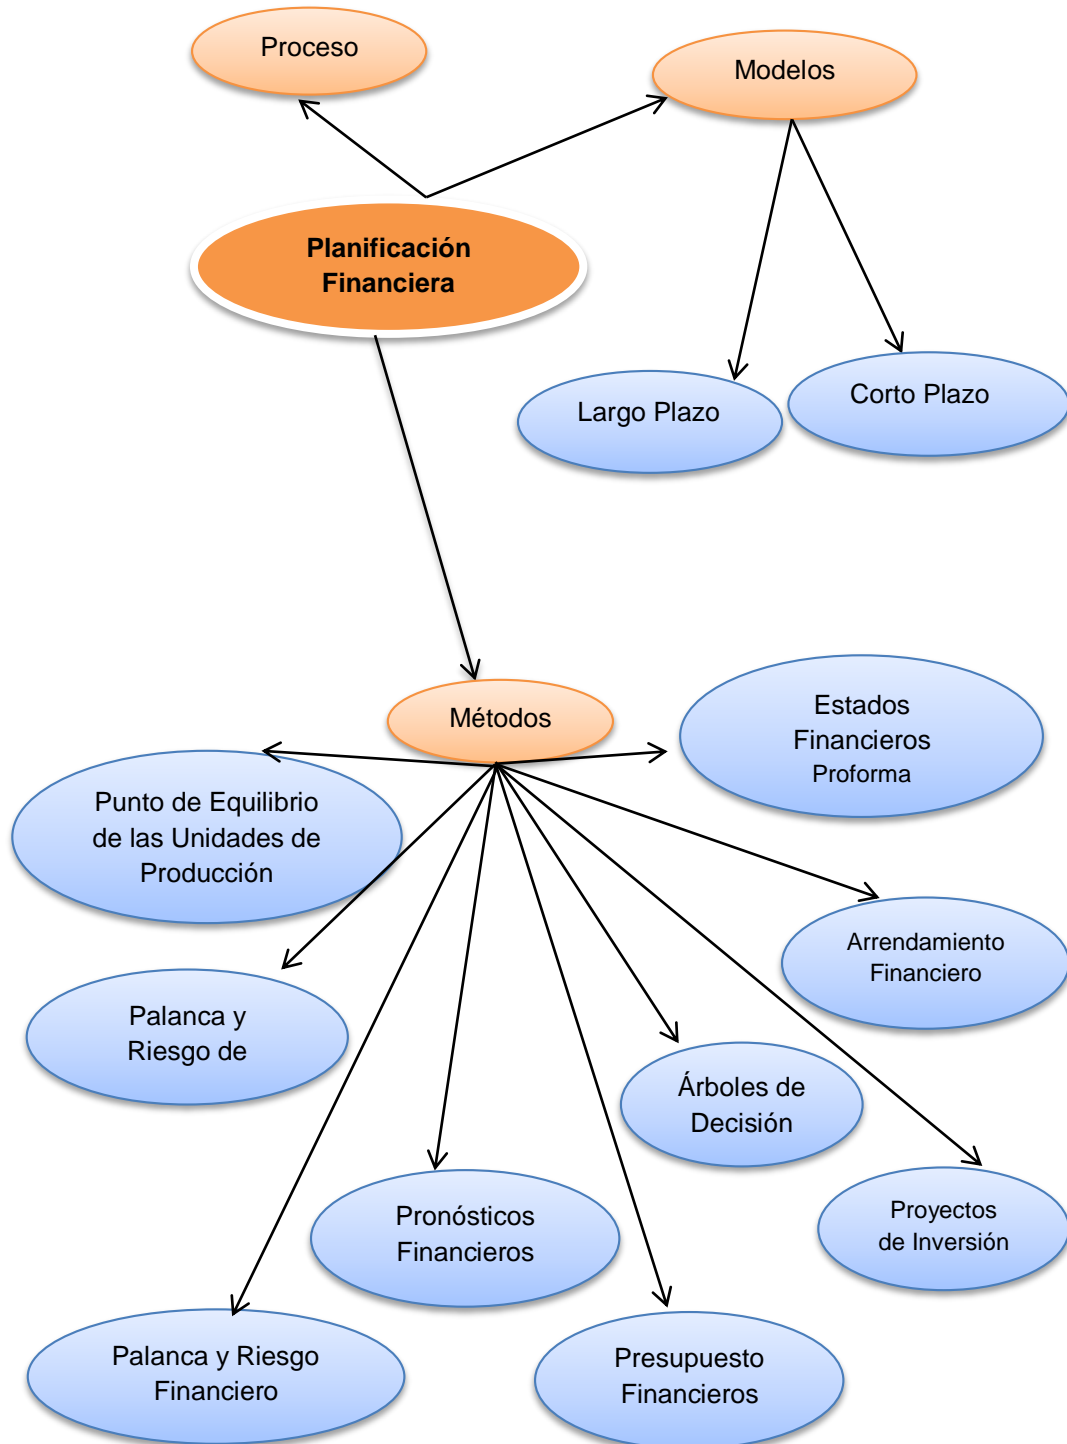 Proceso
Modelos
Planificación
Financiera
Largo Plazo
Corto Plazo
Métodos
Estados
Financieros
Proforma
Punto de Equilibrio
de las Unidades de
Producción
Arrendamiento
Financiero
Palanca y
Riesgo de
Árboles de
Decisión
Pronósticos
Financieros
Proyectos
de Inversión
Palanca y Riesgo
Financiero
Presupuesto
Financieros